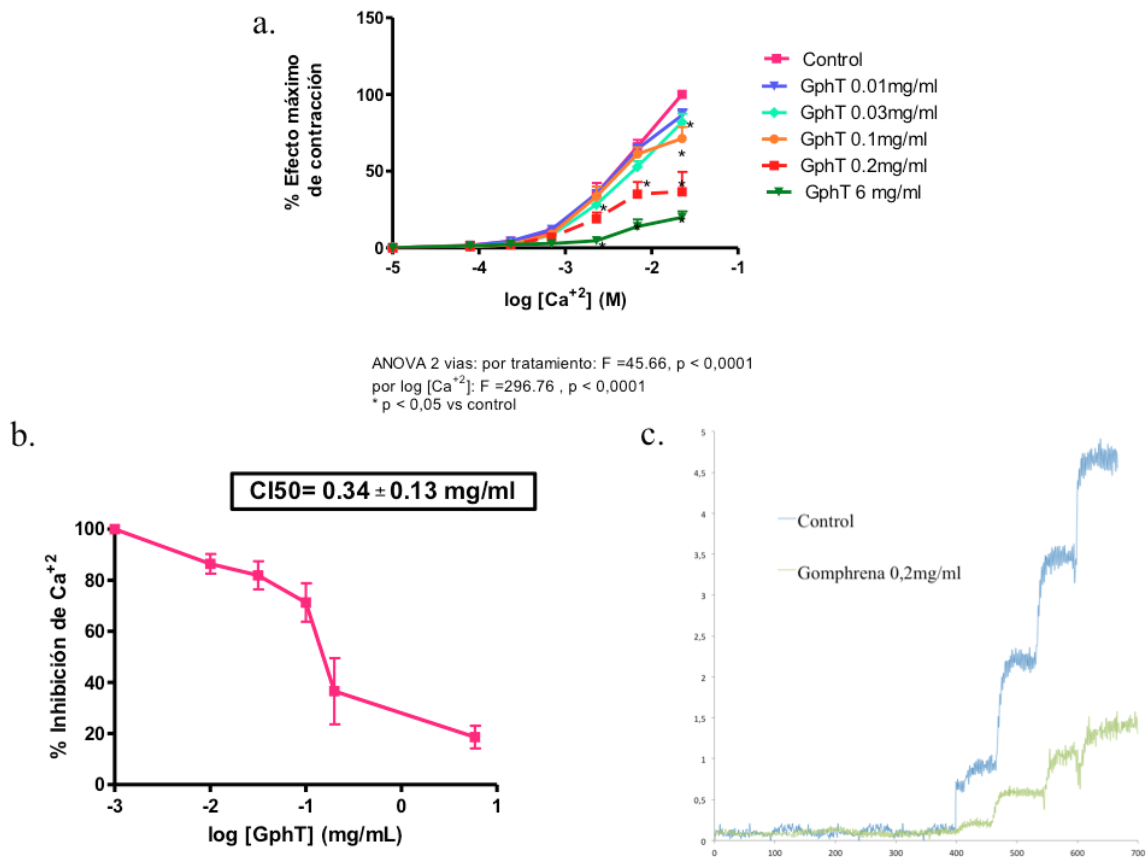 a.
150
100
50
0
% Efecto máximo
de contracción
-5 -4 -3 -2 -1
log [Ca+2] (M)
Control
GphT 0.01mg/ml
GphT 0.03mg/ml
GphT 0.1mg/ml
GphT 0.2mg/ml
GphT 6 mg/ml
* * * * * * * * *
ANOVA 2 vias: por tratamiento: F =45.66, p < 0,0001
por log [Ca+2]: F =296.76 , p < 0,0001
* p < 0,05 vs control
b.
CI50= 0.34 ± 0.13 mg/ml
100
80
60
40
20
0
% Inhibición de Ca+2
-3 -2 -1 0 1
log [GphT] (mg/mL)
c.
5
4,5
4
3,5
3
2,5
2
1,5
1
0,5
0
Control
Gomphrena 0,2mg/ml
0 100 200 300 400 500 600 700